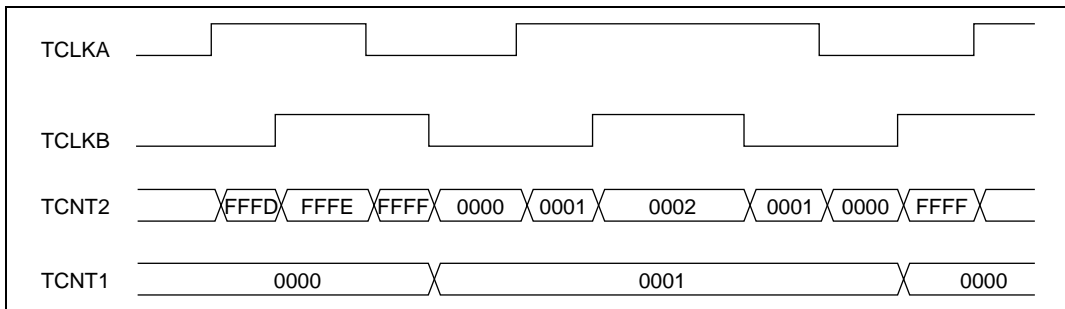 TCLKA
TCLKB
TCNT2 FFFD FFFE FFFF 0000 0001 0002 0001 0000 FFFF
TCNT1 0000 0001 0000